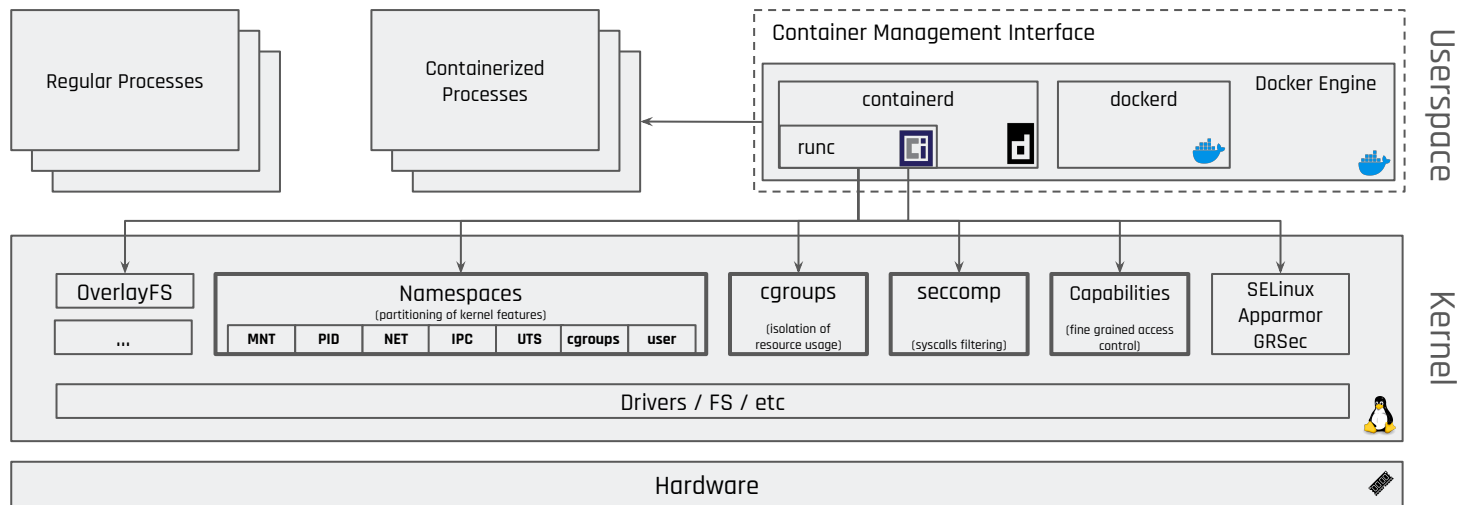 Regular Processes
Containerized
Processes
Container Management Interface
Docker Engine
containerd
dockerd
runc
Ci
d
Userspace
OverlayFS
...
Namespaces
(partitioning of kernel features)
MNT PID NET IPC UTS cgroups user
cgroups
(isolation of
resource usage)
seccomp
(syscalls filtering)
Capabilities
(fine grained access
control)
SELinux
Apparmor
GRSec
Drivers / FS / etc
Kernel
Hardware